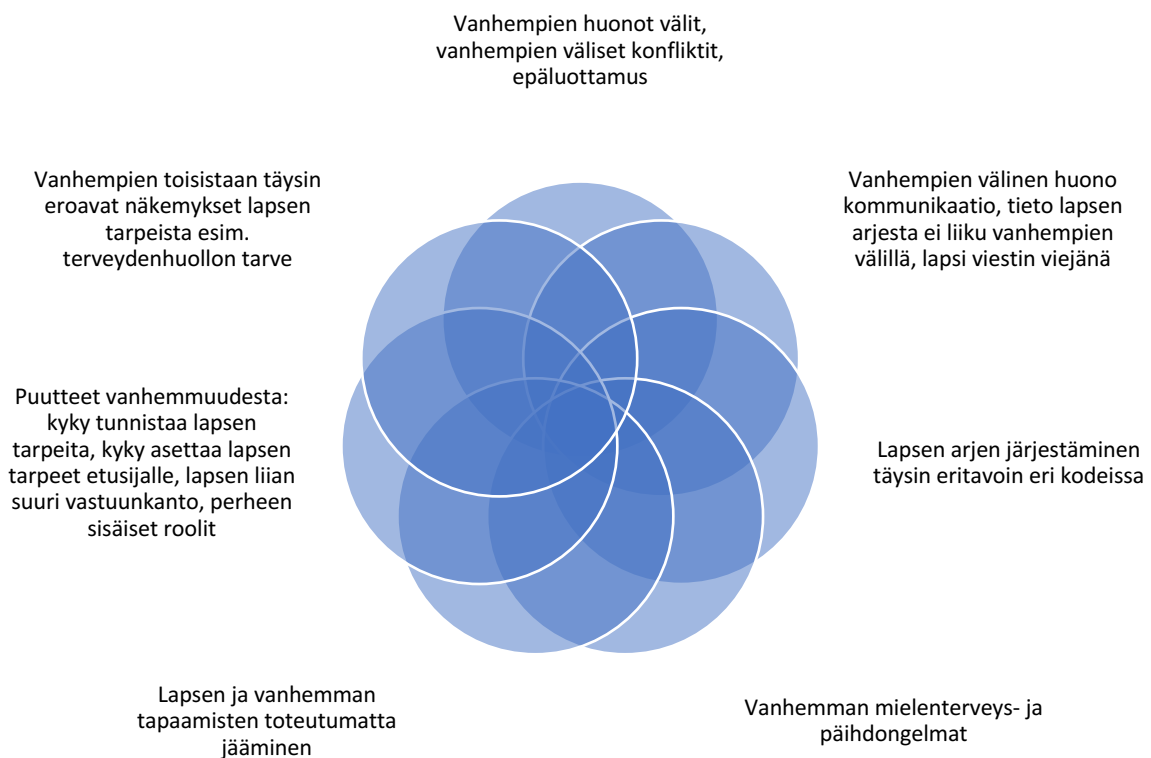 Vanhempien huonot välit,
vanhempien väliset konfliktit,
epäluottamus
Vanhempien toisistaan täysin
eroavat näkemykset lapsen
tarpeista esim.
terveydenhuollon tarve
Vanhempien välinen huono
kommunikaatio, tieto lapsen
arjesta ei liiku vanhempien
välillä, lapsi viestin viejänä
Puutteet vanhemmuudesta:
kyky tunnistaa lapsen
tarpeita, kyky asettaa lapsen
tarpeet etusijalle, lapsen liian
suuri vastuunkanto, perheen
sisäiset roolit
Lapsen arjen järjestäminen
täysin eritavoin eri kodeissa
Lapsen ja vanhemman
tapaamisten toteutumatta
jääminen
Vanhemman mielenterveys- ja
päihdongelmat